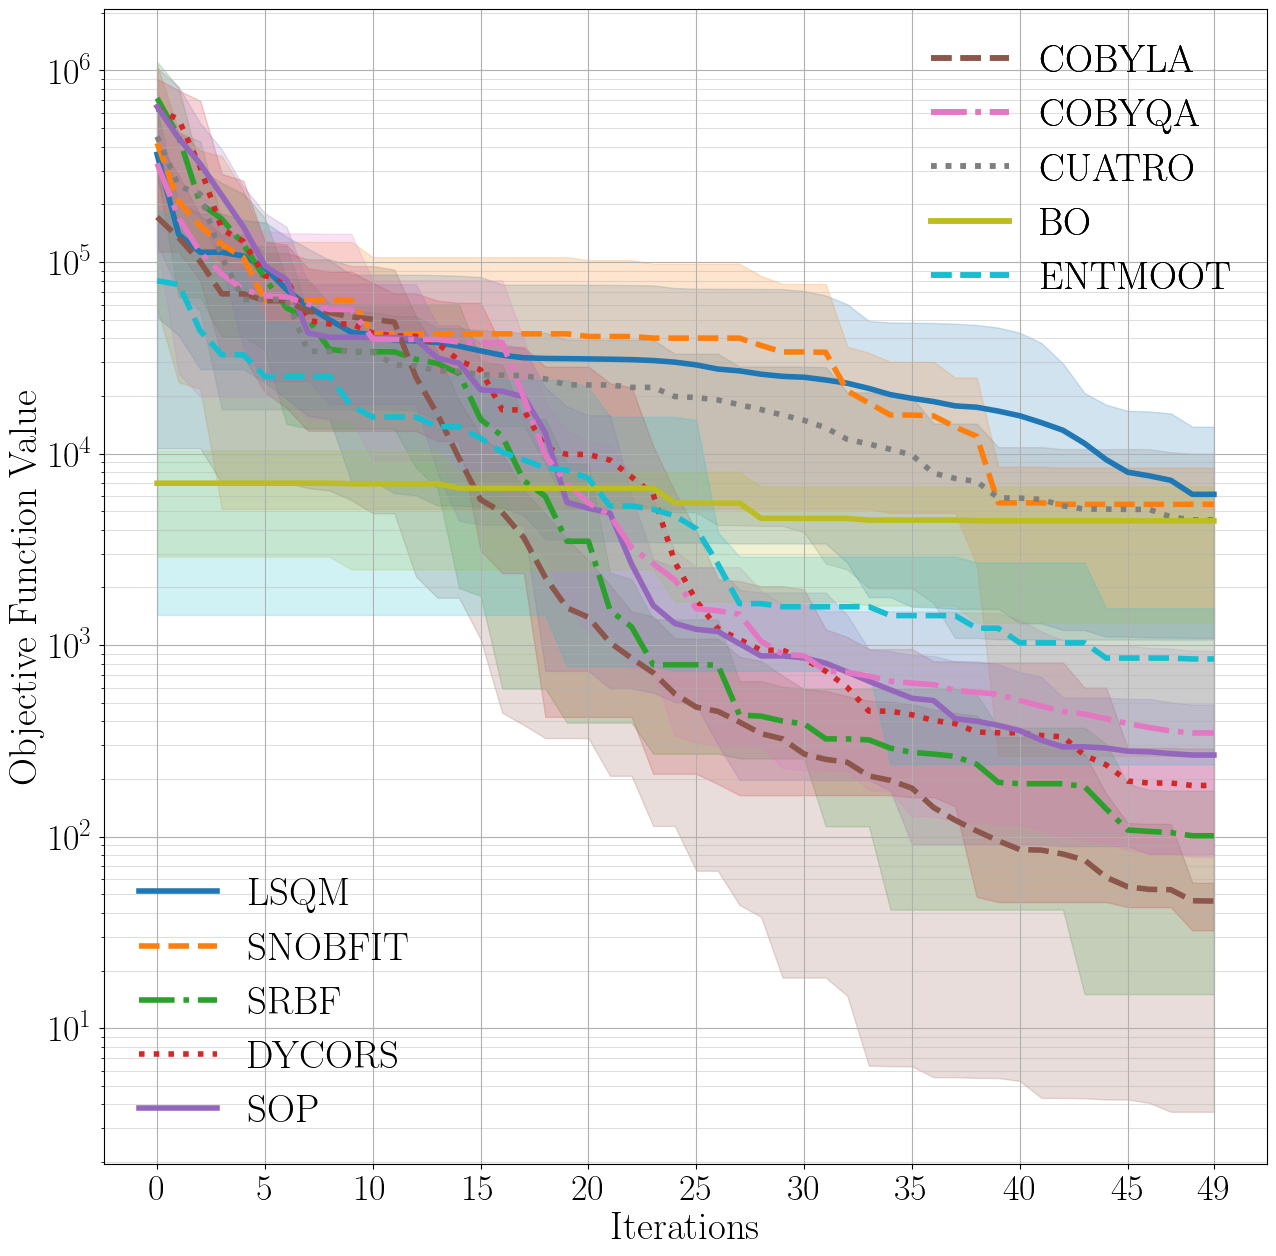 COBYLA
COBYQA
CUATRO
BO
ENTMOOT
10^6
10^5
10^4
10^3
10^2
10^1
Objective Function Value
LSQM
SNOBFIT
SRBF
DYCORS
SOP
0 5 10 15 20 25 30 35 40 45 49
Iterations